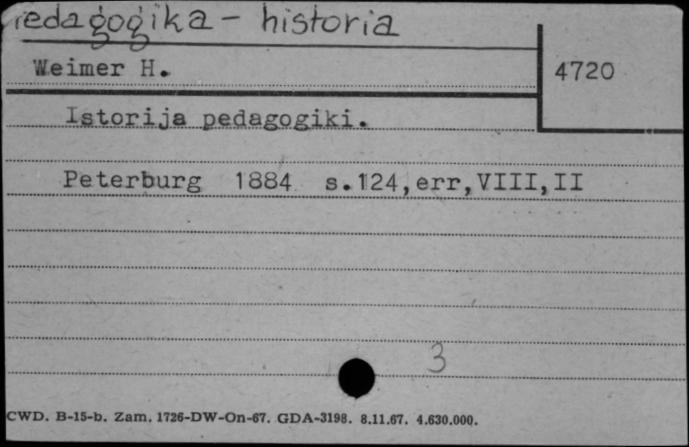 Pedagogika - historia
Weimer H.
4720
Istorija pedagogiki.
Peterburg 1884 s.124,err,VIII,II
3
CWD. B-15-b. Zam. 1726-DW-On-67. GDA-3198. 8.11.67. 4.630.000.